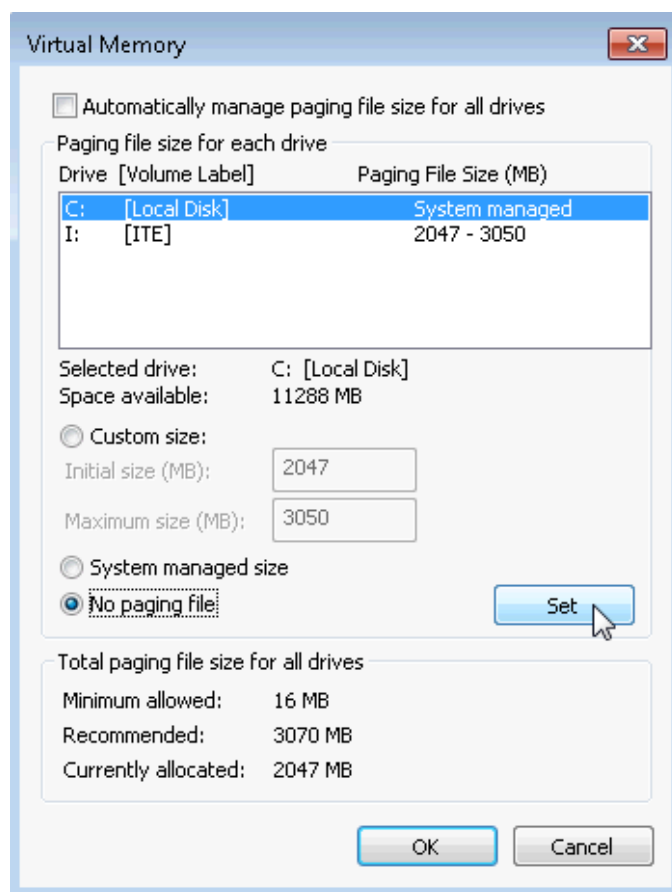 Virtual Memory
Automatically manage paging file size for all drives
Paging file size for each drive
Drive [Volume Label] Paging File Size (MB)
C: [Local Disk] System managed
I: [ITE] 2047 - 3050
Selected drive: C: [Local Disk]
Space available: 11288 MB
Custom size:
Initial size (MB): 2047
Maximum size (MB): 3050
System managed size
No paging file Set
Total paging file size for all drives
Minimum allowed: 16 MB
Recommended: 3070 MB
Currently allocated: 2047 MB
OK Cancel